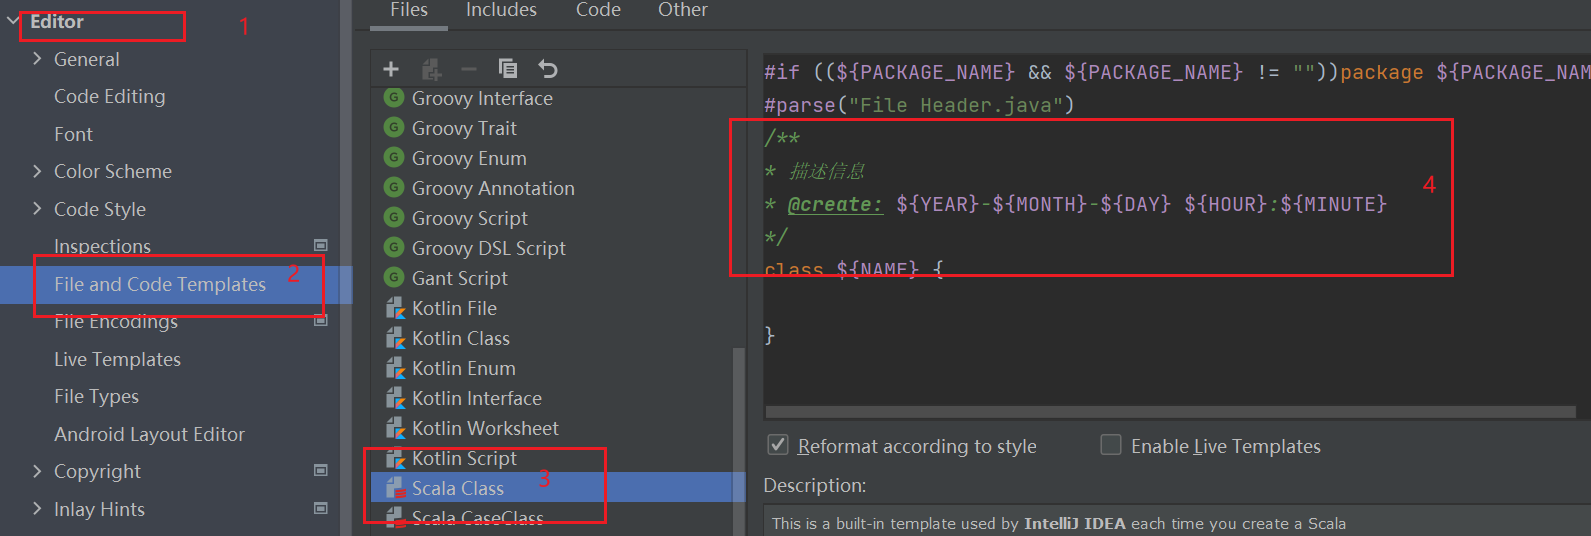 Editor
1
General
Code Editing
Font
Color Scheme
Code Style
Inspections
File and Code Templates
2
File Encodings
Live Templates
File Types
Android Layout Editor
Copyright
Inlay Hints
Files Includes Code Other
Groovy Interface
Groovy Trait
Groovy Enum
Groovy Annotation
Groovy Script
Groovy DSL Script
Gant Script
Kotlin File
Kotlin Class
Kotlin Enum
Kotlin Interface
Kotlin Worksheet
Kotlin Script
Scala Class
3
Scala CaseClass
#if ((${PACKAGE_NAME} && ${PACKAGE_NAME} != ""))package ${PACKAGE_NAM
#parse("File Header.java")
/**
* 描述信息
4
* @create: ${YEAR}-${MONTH}-${DAY} ${HOUR}:${MINUTE}
*/
class ${NAME} {
}
Reformat according to style
Enable Live Templates
Description:
This is a built-in template used by IntelliJ IDEA each time you create a Scala